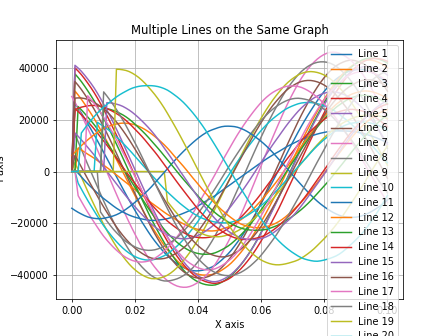 Multiple Lines on the Same Graph
40000
20000
0
−20000
−40000
0.00
0.02
0.04
0.06
X axis
Line 1
Line 2
Line 3
Line 4
Line 5
Line 6
Line 7
Line 8
Line 9
Line 10
Line 11
Line 12
Line 13
Line 14
Line 15
Line 16
Line 17
Line 18
Line 19